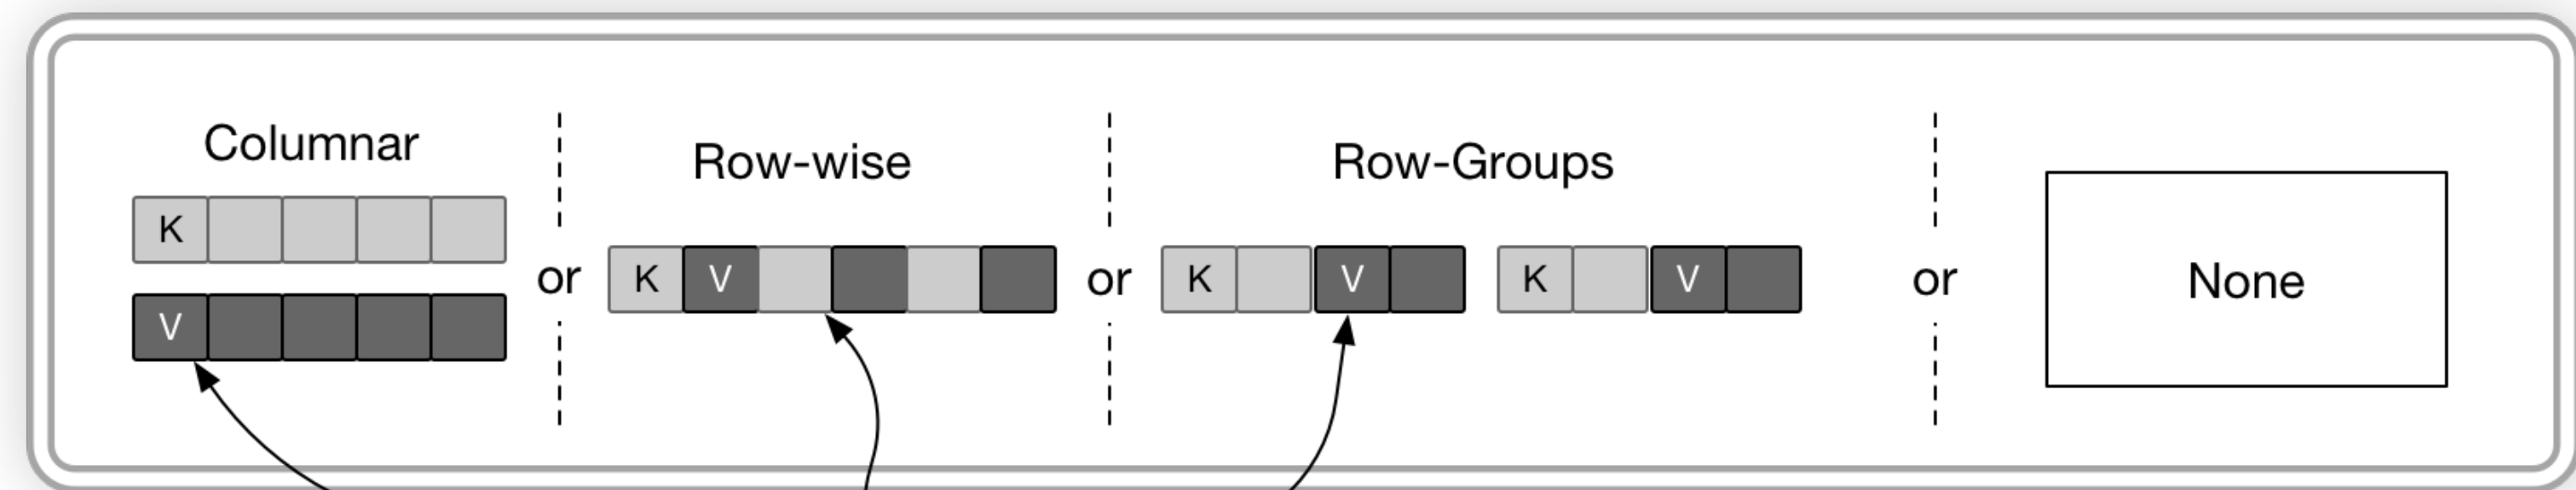 Columnar
K
V
or
Row-wise
K V
or
Row-Groups
K V K V
or
None